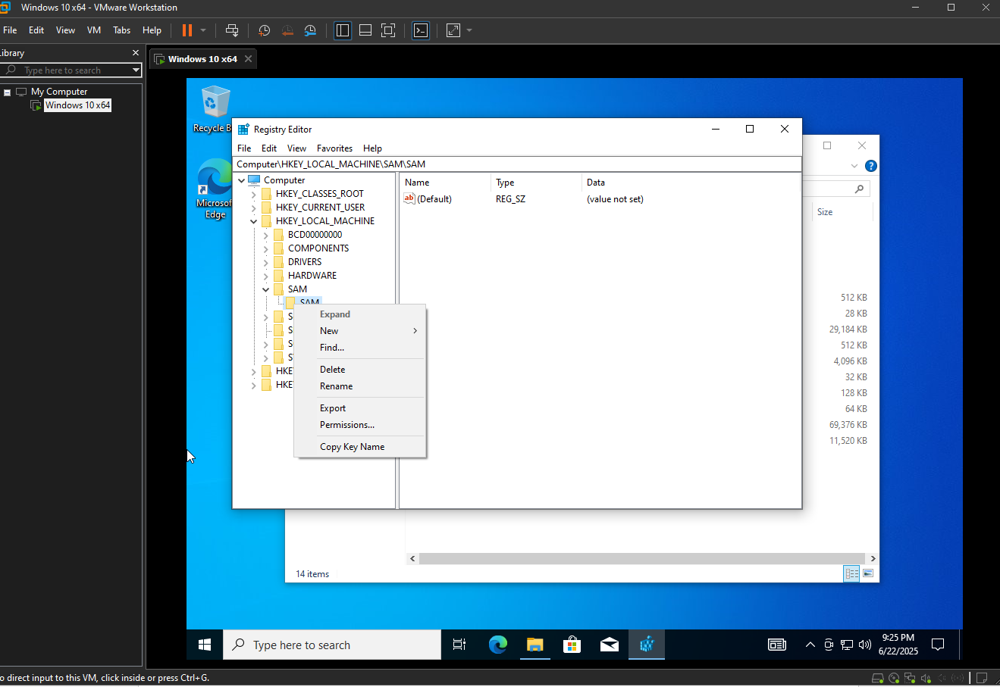 Windows 10 x64 - VMware Workstation
File Edit View VM Tabs Help
Library
Windows 10 x64
Type here to search
My Computer
Windows 10 x64
Recycle B
Microsof
Edge
Registry Editor
File Edit View Favorites Help
Computer\HKEY_LOCAL_MACHINE\SAM\SAM
Computer
HKEY_CLASSES_ROOT
HKEY_CURRENT_USER
HKEY_LOCAL_MACHINE
BCD00000000
COMPONENTS
DRIVERS
HARDWARE
SAM
SAM
S
S
S
S
HKE
HKE
Name Type Data
ab (Default) REG_SZ (value not set)
Expand
New
Find...
Delete
Rename
Export
Permissions...
Copy Key Name
Size
512 KB
28 KB
29,184 KB
512 KB
4,096 KB
32 KB
128 KB
64 KB
69,376 KB
11,520 KB
14 items
Type here to search
9:25 PM
6/22/2025
o direct input to this VM, click inside or press Ctrl+G.